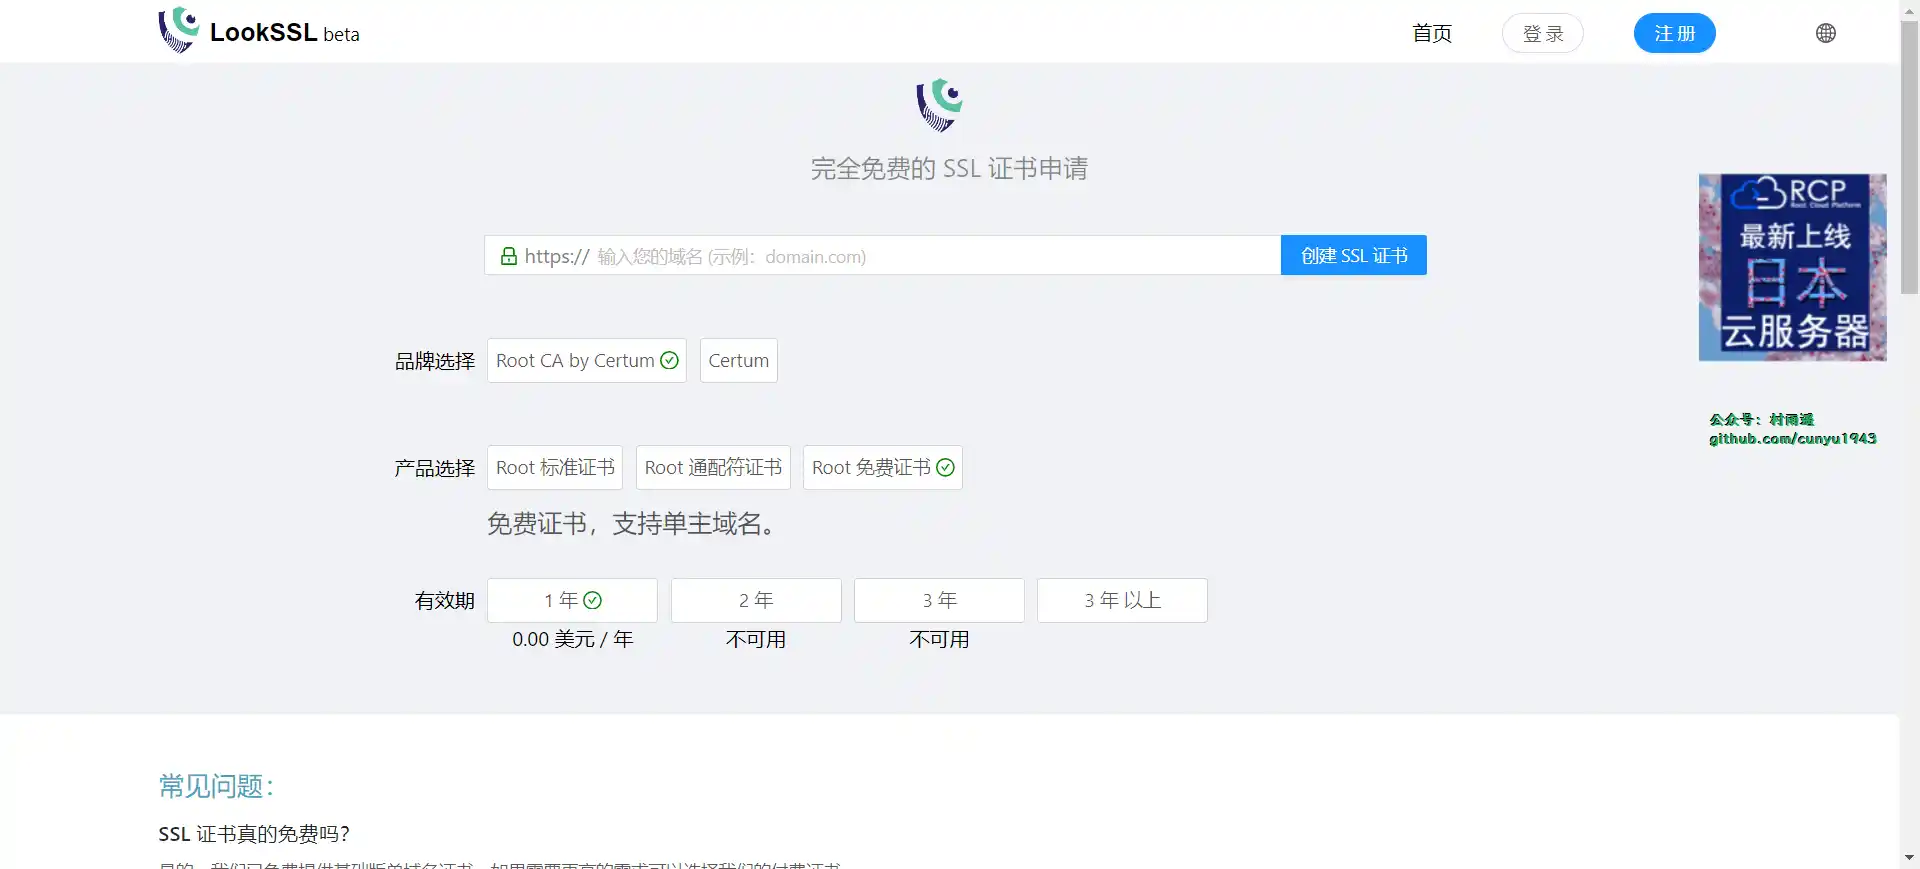 LookSSL beta
首页
登 录
注 册
完全免费的 SSL 证书申请
https:// 输入您的域名 (示例：domain.com)
创建 SSL 证书
RCP
最新上线
日本
云服务器
品牌选择
Root CA by Certum
Certum
公众号：村雨遥
github.com/cunyu1943
产品选择
Root 标准证书
Root 通配符证书
Root 免费证书
免费证书，支持单主域名。
有效期
1 年
2 年
3 年
3 年 以上
0.00 美元 / 年
不可用
不可用
常见问题：
SSL 证书真的免费吗？